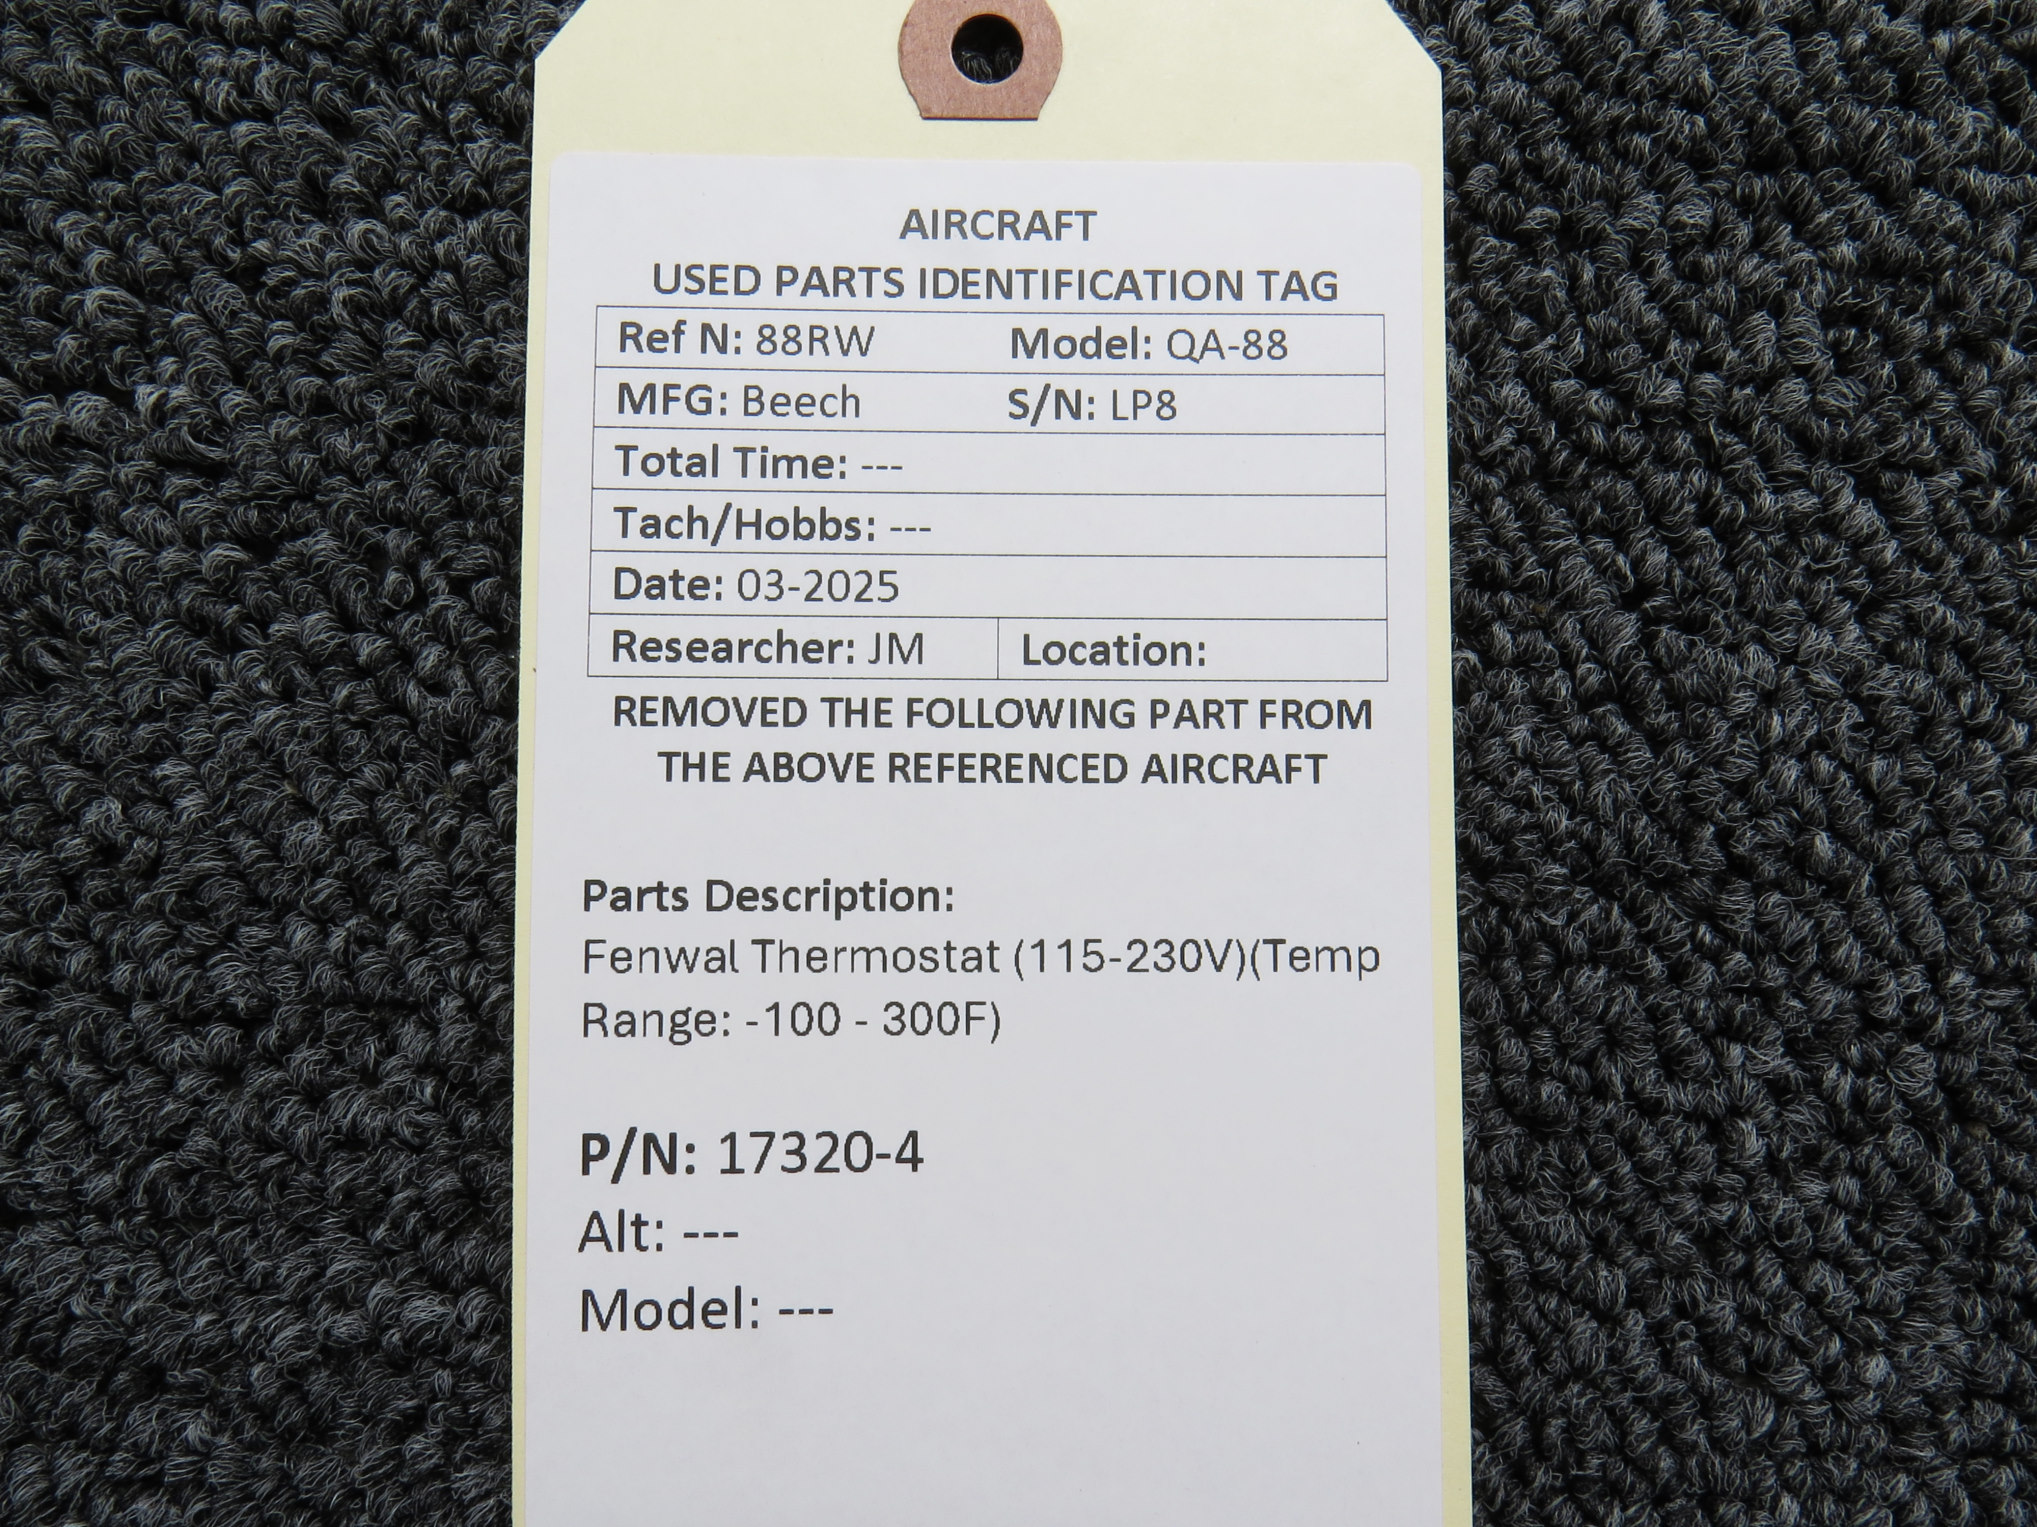 AIRCRAFT
USED PARTS IDENTIFICATION TAG
Ref N: 88RW Model: QA-88
MFG: Beech S/N: LP8
Total Time: ---
Tach/Hobbs: ---
Date: 03-2025
Researcher: JM Location:
REMOVED THE FOLLOWING PART FROM
THE ABOVE REFERENCED AIRCRAFT
Parts Description:
Fenwal Thermostat (115-230V)(Temp
Range: -100 - 300F)
P/N: 17320-4
Alt: ---
Model: ---